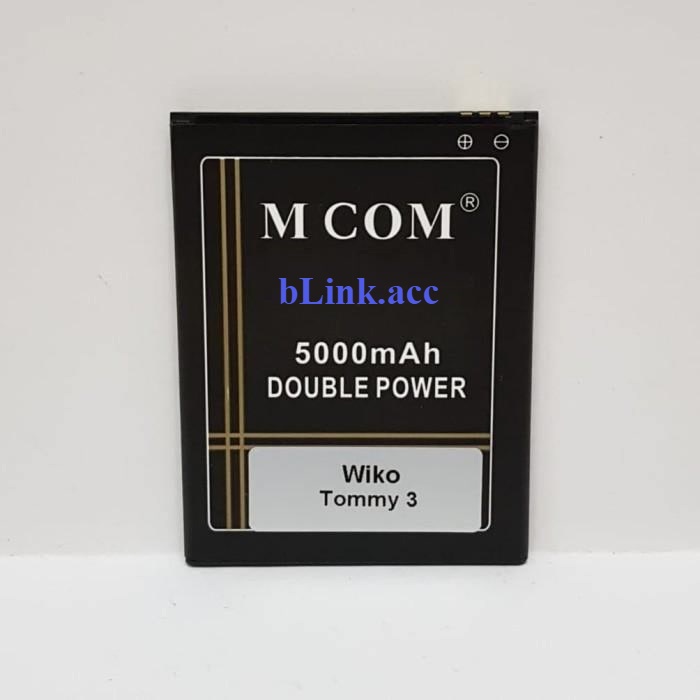 ⊕ ⊖
M COM®
bLink.acc
5000mAh
DOUBLE POWER
Wiko
Tommy 3